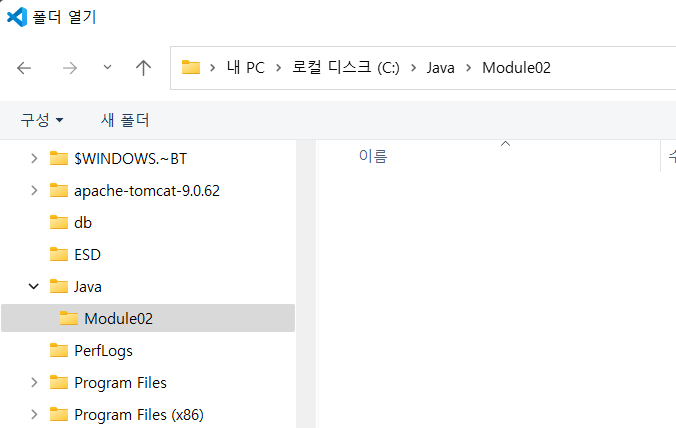 폴더 열기
내 PC > 로컬 디스크 (C:) > Java > Module02
구성 새 폴더
이름
$WINDOWS.~BT
apache-tomcat-9.0.62
db
ESD
Java
Module02
PerfLogs
Program Files
Program Files (x86)